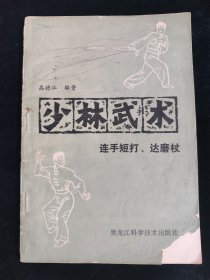 高德江 编著
少林武术
连手短打、达磨杖
黑龙江科学技术出版社